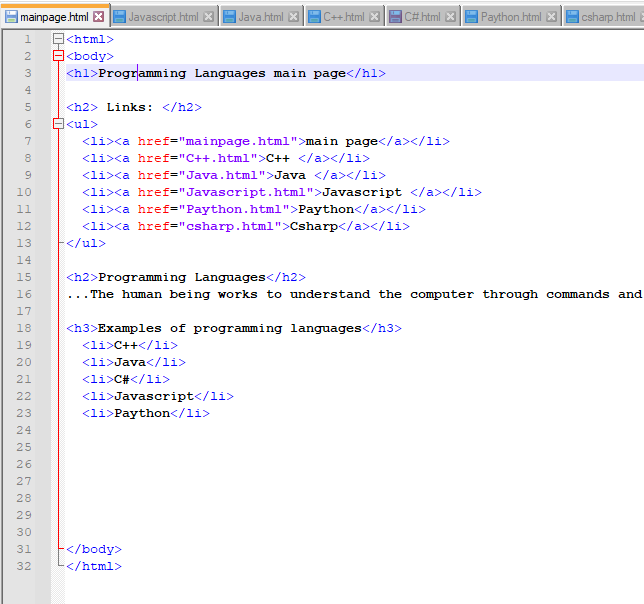 mainpage.html Javascript.html Java.html C++.html C#.html Paython.html csharp.html
1 <html>
2 <body>
3 <h1>Programming Languages main page</h1>
4
5 <h2> Links: </h2>
6 <ul>
7 <li><a href="mainpage.html">main page</a></li>
8 <li><a href="C++.html">C++ </a></li>
9 <li><a href="Java.html">Java </a></li>
10 <li><a href="Javascript.html">Javascript </a></li>
11 <li><a href="Paython.html">Paython</a></li>
12 <li><a href="csharp.html">Csharp</a></li>
13 </ul>
14
15 <h2>Programming Languages</h2>
16 ...The human being works to understand the computer through commands and
17
18 <h3>Examples of programming languages</h3>
19 <li>C++</li>
20 <li>Java</li>
21 <li>C#</li>
22 <li>Javascript</li>
23 <li>Paython</li>
24
25
26
27
28
29
30
31 </body>
32 </html>